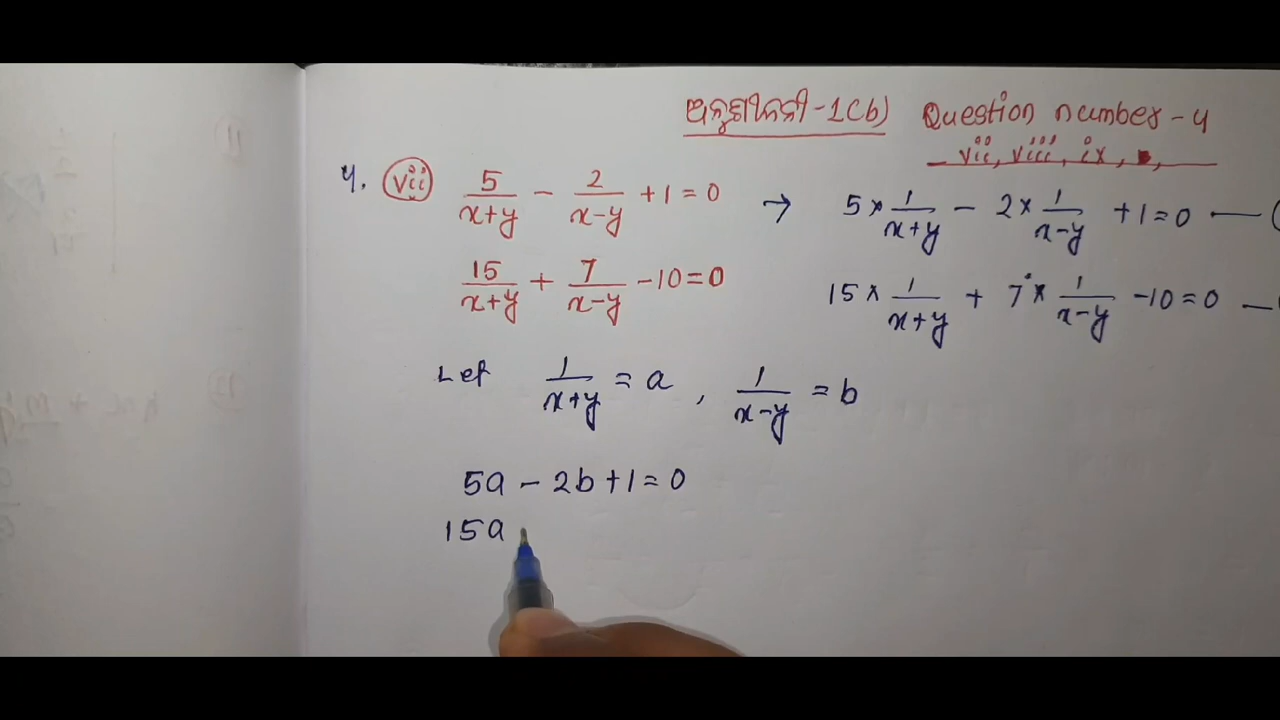 ଅନୁଶୀଳନୀ-1(b) Question number - 4
vii, viii, ix,
4. (vii) 5/(x+y) - 2/(x-y) + 1 = 0 → 5 × 1/(x+y) - 2 × 1/(x-y) + 1 = 0 —
15/(x+y) + 7/(x-y) - 10 = 0 15 × 1/(x+y) + 7 × 1/(x-y) - 10 = 0 —
Let 1/(x+y) = a , 1/(x-y) = b
5a - 2b + 1 = 0
15a